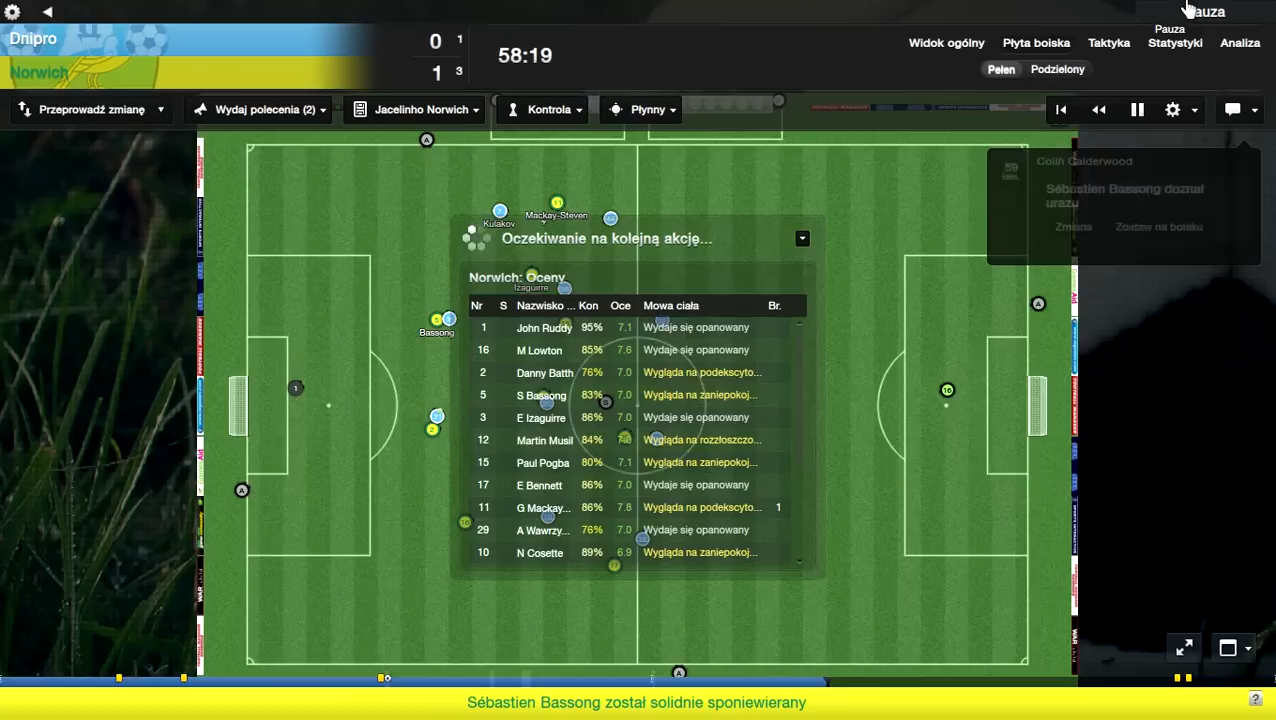 Pauza
Dnipro 0 1
Norwich 1 3
58:19
Pauza
Widok ogólny Płyta boiska Taktyka Statystyki Analiza
Pełen Podzielony
Przeprowadź zmianę Wydaj polecenia (2) Jacelinho Norwich Kontrola Płynny
59
Colin Calderwood
Sébastien Bassong doznał
urazu
Zmiana Zostaw na boisku
Kulakov
Mackay-Steven
Izaguirre
Bassong
Oczekiwanie na kolejną akcję...
Norwich: Oceny
Nr S Nazwisko ... Kon Oce Mowa ciała Br.
1 John Ruddy 95% 7.1 Wydaje się opanowany
16 M Lowton 85% 7.6 Wydaje się opanowany
2 Danny Batth 76% 7.0 Wygląda na podekscyto...
5 S Bassong 83% 7.0 Wygląda na zaniepokoj...
3 E Izaguirre 86% 7.0 Wydaje się opanowany
12 Martin Musil 84% 7.0 Wygląda na rozzłoszczo...
15 Paul Pogba 80% 7.1 Wygląda na zaniepokoj...
17 E Bennett 86% 7.0 Wydaje się opanowany
11 G Mackay... 86% 7.8 Wygląda na podekscyto... 1
29 A Wawrzy... 76% 7.0 Wydaje się opanowany
10 N Cosette 89% 6.9 Wygląda na zaniepokoj...
Sébastien Bassong został solidnie sponiewierany